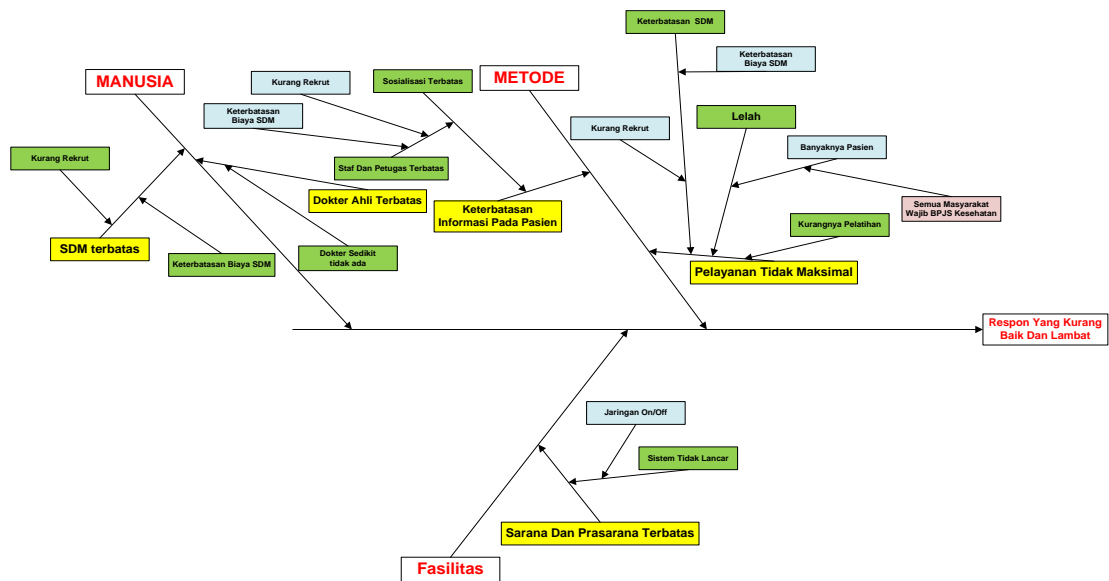 Keterbatasan  SDM
Keterbatasan
Biaya SDM
MANUSIA
Kurang Rekrut
Sosialisasi Terbatas
METODE
Keterbatasan
Biaya SDM
Lelah
Kurang Rekrut
Banyaknya Pasien
Kurang Rekrut
Staf Dan Petugas Terbatas
Dokter Ahli Terbatas
Keterbatasan
Informasi Pada Pasien
Semua Masyarakat
Wajib BPJS Kesehatan
Kurangnya Pelatihan
SDM terbatas
Keterbatasan Biaya SDM
Dokter Sedikit
tidak ada
Pelayanan Tidak Maksimal
Respon Yang Kurang
Baik Dan Lambat
Jaringan On/Off
Sistem Tidak Lancar
Sarana Dan Prasarana Terbatas
Fasilitas